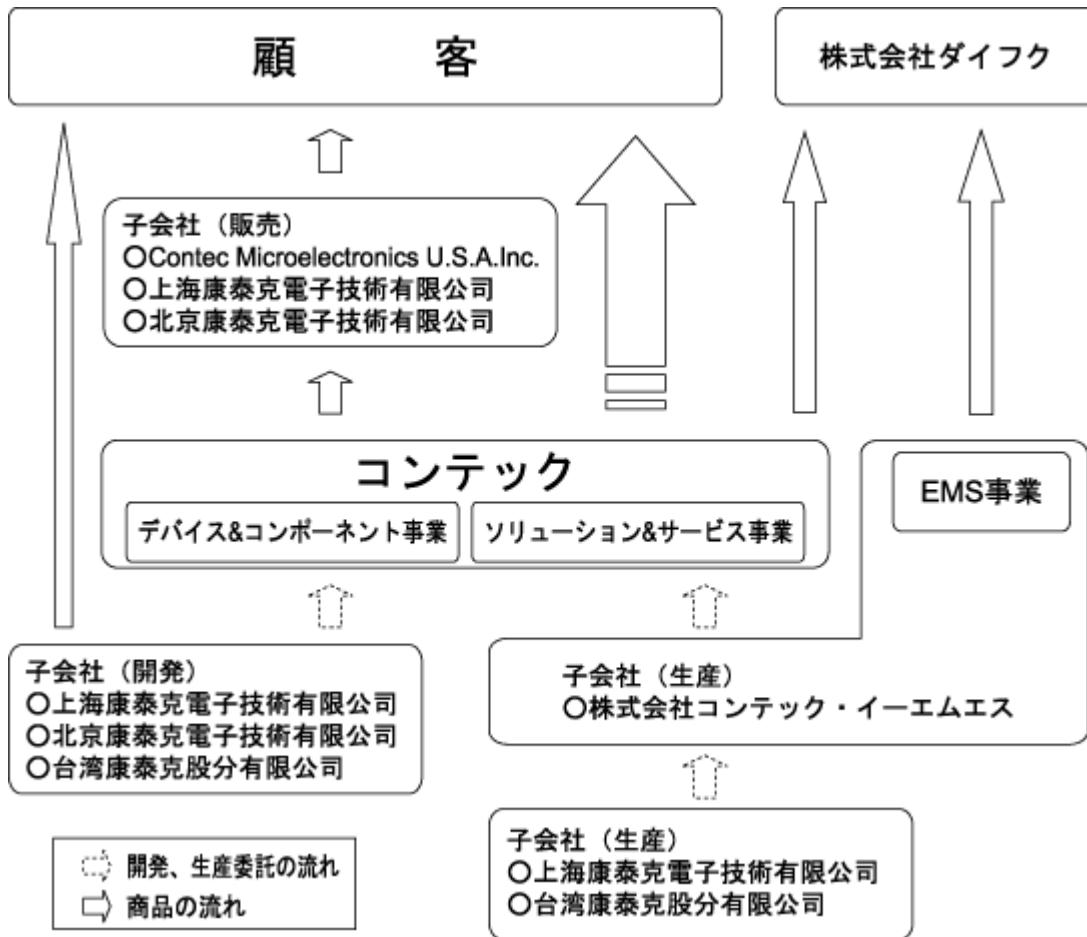 顧　　客
株式会社ダイフク
子会社（販売）
○Contec Microelectronics U.S.A.Inc.
○上海康泰克電子技術有限公司
○北京康泰克電子技術有限公司
コンテック
デバイス&コンポーネント事業
ソリューション&サービス事業
EMS事業
子会社（開発）
○上海康泰克電子技術有限公司
○北京康泰克電子技術有限公司
○台湾康泰克股分有限公司
子会社（生産）
○株式会社コンテック・イーエムエス
子会社（生産）
○上海康泰克電子技術有限公司
○台湾康泰克股分有限公司
開発、生産委託の流れ
商品の流れ